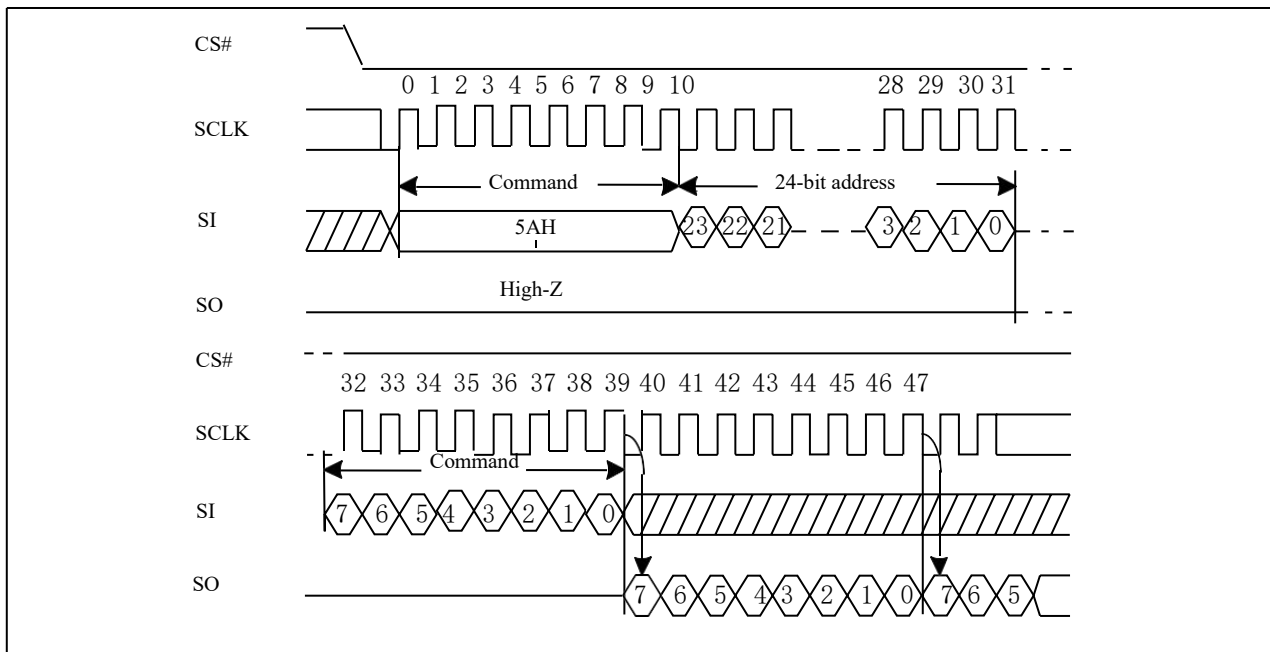 CS#
0 1 2 3 4 5 6 7 8 9 10 28 29 30 31
SCLK
Command 24-bit address
SI 5AH 23 22 21 3 2 1 0
High-Z
SO
CS#
32 33 34 35 36 37 38 39 40 41 42 43 44 45 46 47
SCLK
Command
SI 7 6 5 4 3 2 1 0
SO 7 6 5 4 3 2 1 0 7 6 5